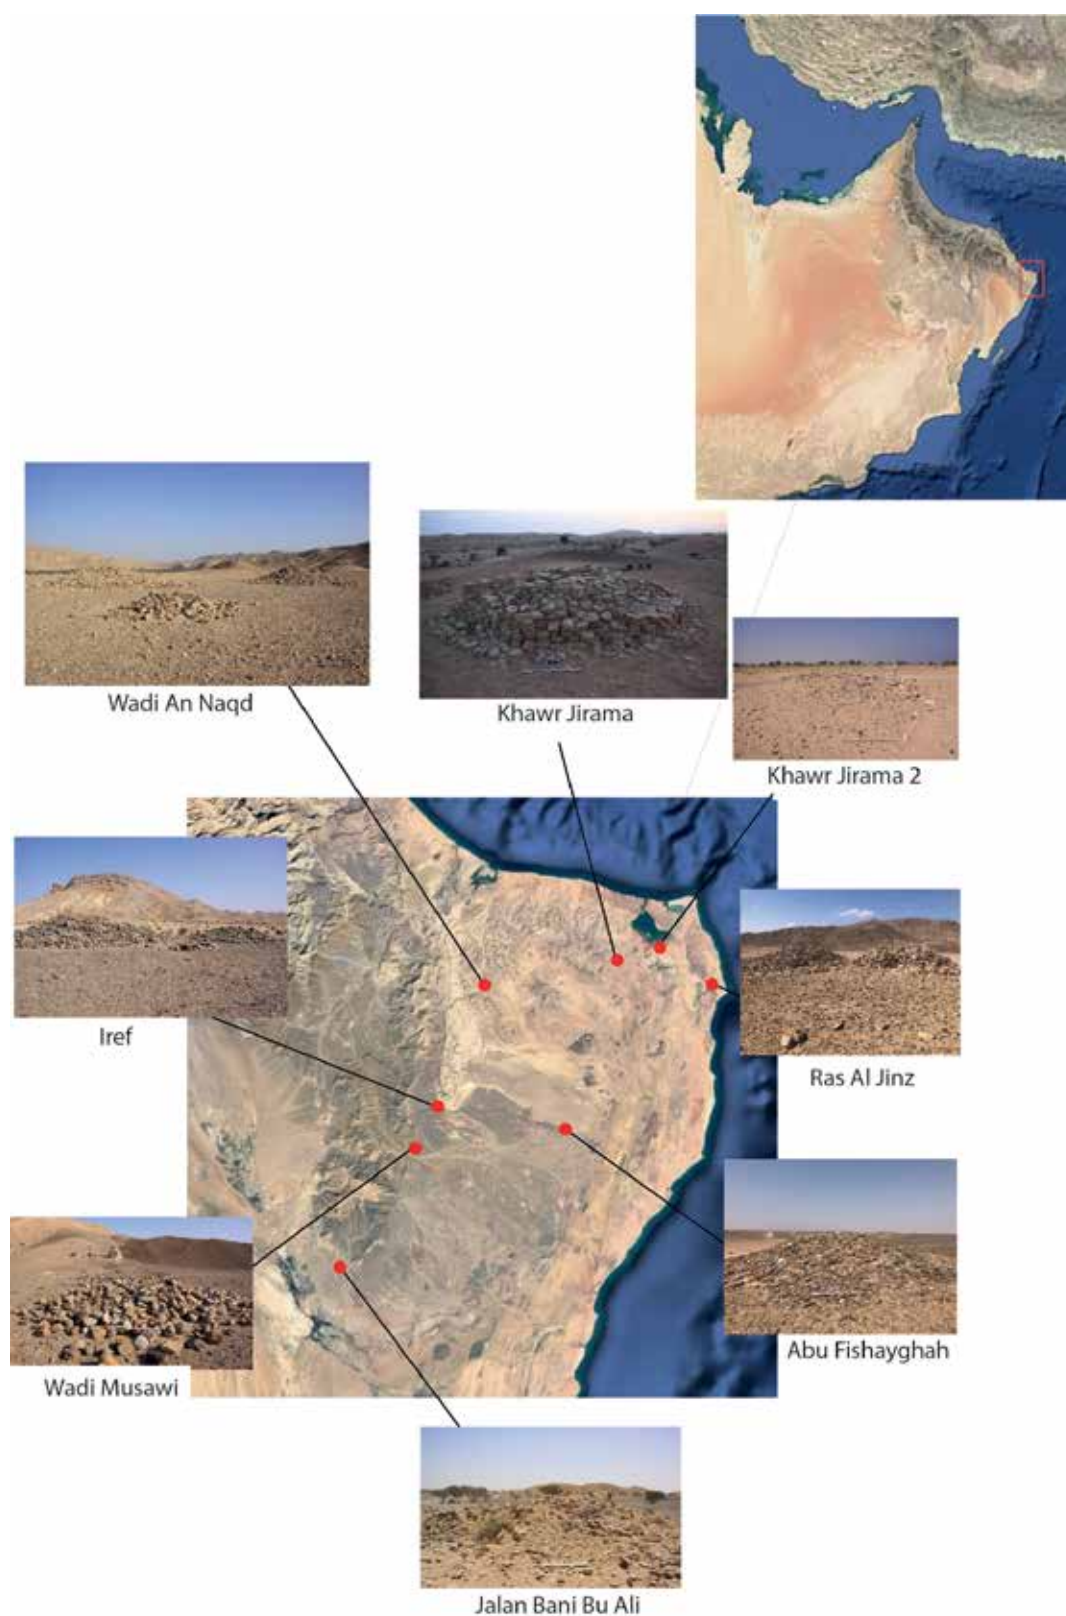 Wadi An Naqd
Khawr Jirama
Khawr Jirama 2
Iref
Ras Al Jinz
Abu Fishayghah
Wadi Musawi
Jalan Bani Bu Ali